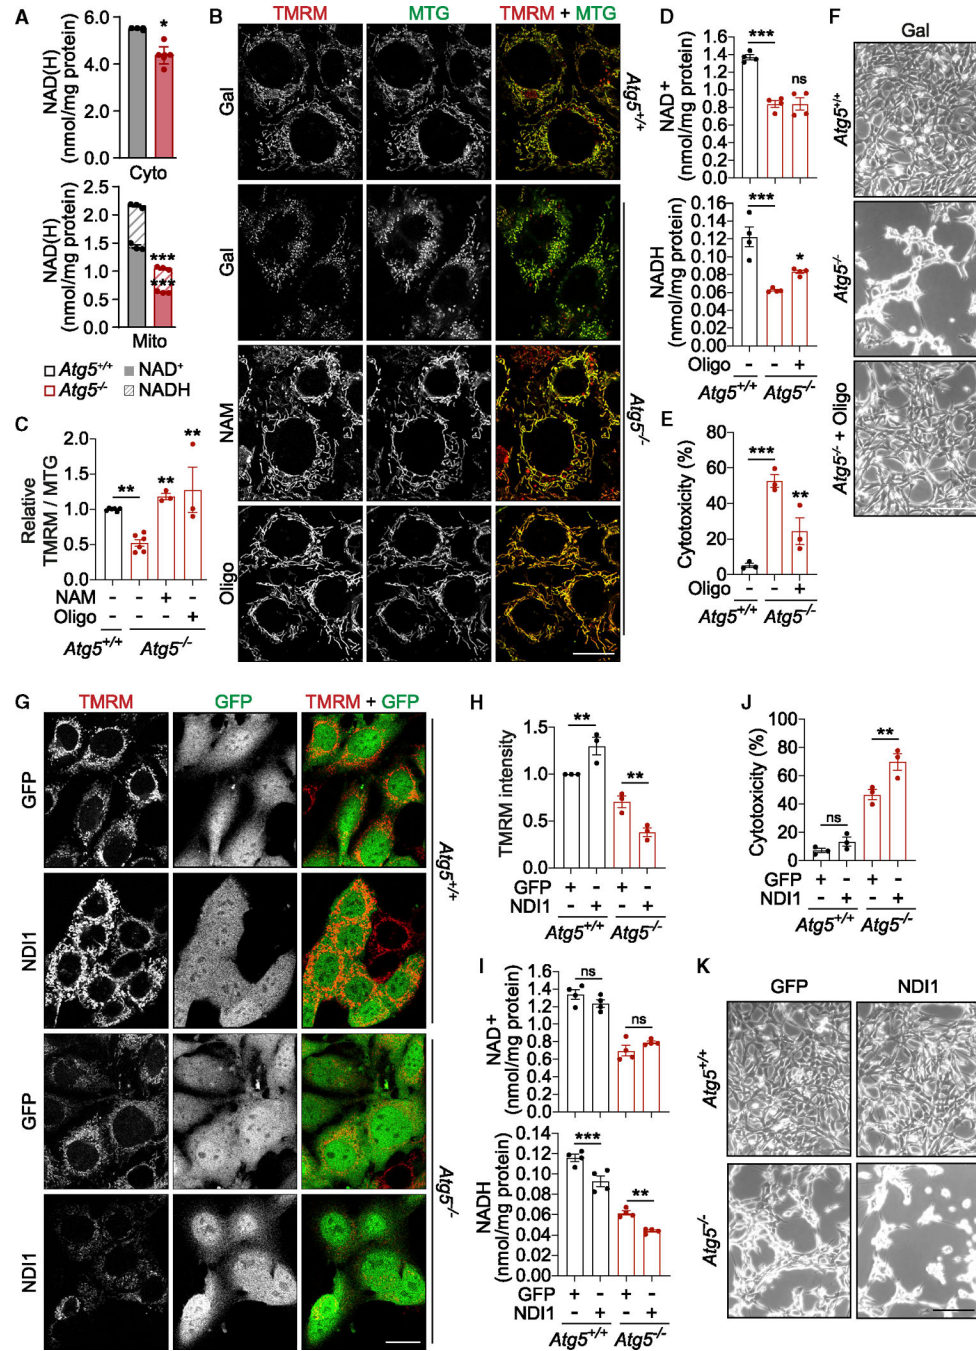 A
NAD(H)
(nmol/mg protein)
6.0
4.0
2.0
0.0
*
Cyto
NAD(H)
(nmol/mg protein)
2.5
2.0
1.5
1.0
0.5
0.0
***
***
Mito
Atg5+/+
NAD+
Atg5-/-
NADH
B
TMRM
MTG
TMRM + MTG
Gal
Gal
NAM
Oligo
Atg5+/+
Atg5-/-
C
Relative
TMRM / MTG
2.0
1.5
1.0
0.5
0.0
**
**
**
NAM
- - + -
Oligo
- - - +
Atg5+/+
Atg5-/-
D
NAD+
(nmol/mg protein)
1.6
1.4
1.2
1.0
0.8
0.6
0.4
0.2
0.0
***
ns
NADH
(nmol/mg protein)
0.16
0.14
0.12
0.10
0.08
0.06
0.04
0.02
0.00
***
*
Oligo
- - +
Atg5+/+
Atg5-/-
E
Cytotoxicity (%)
80
60
40
20
0
***
**
Oligo
- - +
Atg5+/+
Atg5-/-
F
Gal
Atg5+/+
Atg5-/-
Atg5-/- + Oligo
G
TMRM
GFP
TMRM + GFP
GFP
NDI1
GFP
NDI1
Atg5+/+
Atg5-/-
H
TMRM intensity
1.5
1.0
0.5
0.0
**
**
GFP
+ - + -
NDI1
- + - +
Atg5+/+
Atg5-/-
I
NAD+
(nmol/mg protein)
1.6
1.4
1.2
1.0
0.8
0.6
0.4
0.2
0.0
ns
ns
NADH
(nmol/mg protein)
0.14
0.12
0.10
0.08
0.06
0.04
0.02
0.00
***
**
GFP
+ - + -
NDI1
- + - +
Atg5+/+
Atg5-/-
J
Cytotoxicity (%)
100
80
60
40
20
0
ns
**
GFP
+ - + -
NDI1
- + - +
Atg5+/+
Atg5-/-
K
GFP
NDI1
Atg5+/+
Atg5-/-